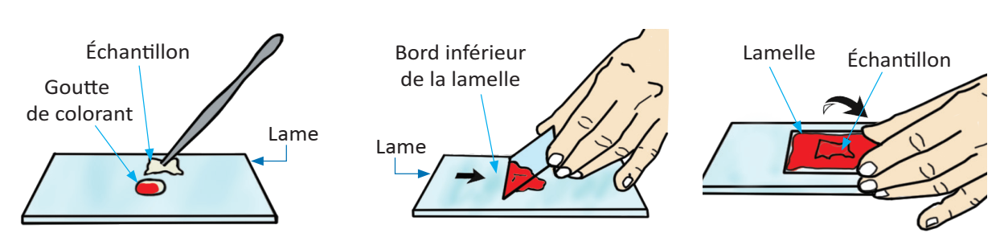 Échantillon
Goutte
de colorant
Lame
Bord inférieur
de la lamelle
Lame
Lamelle
Échantillon